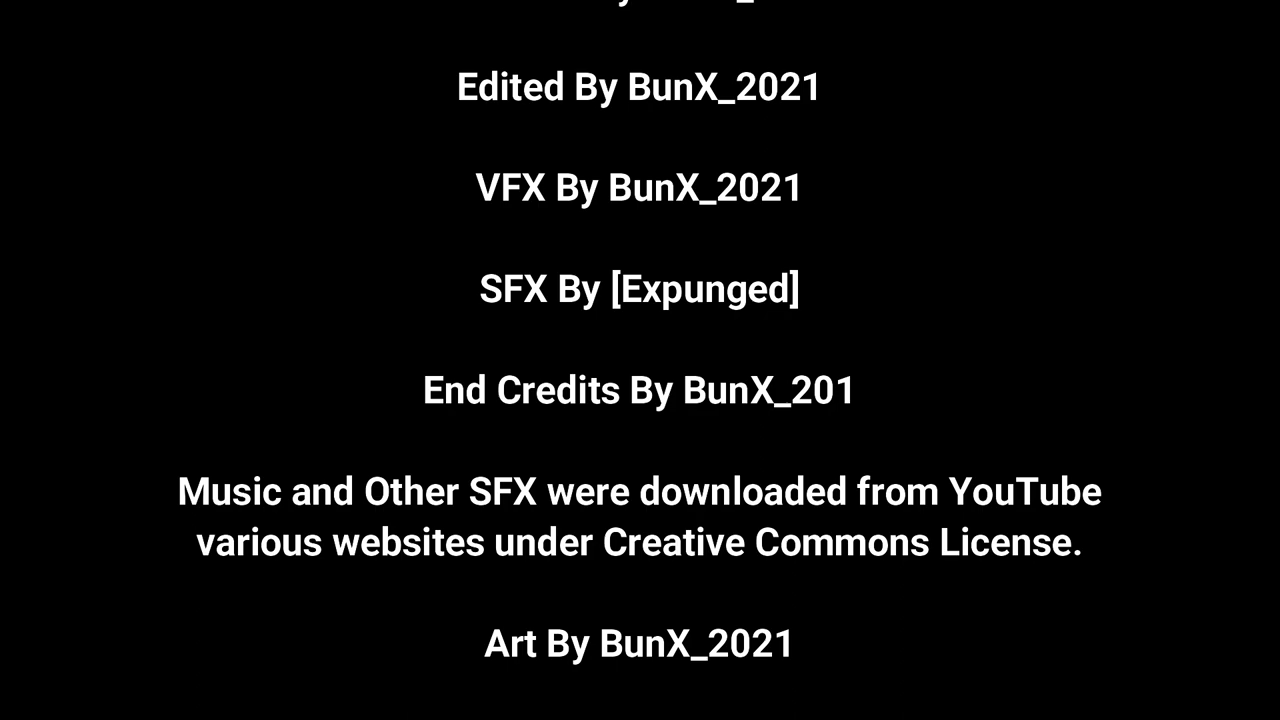 Edited By BunX_2021
VFX By BunX_2021
SFX By [Expunged]
End Credits By BunX_201
Music and Other SFX were downloaded from YouTube
various websites under Creative Commons License.
Art By BunX_2021